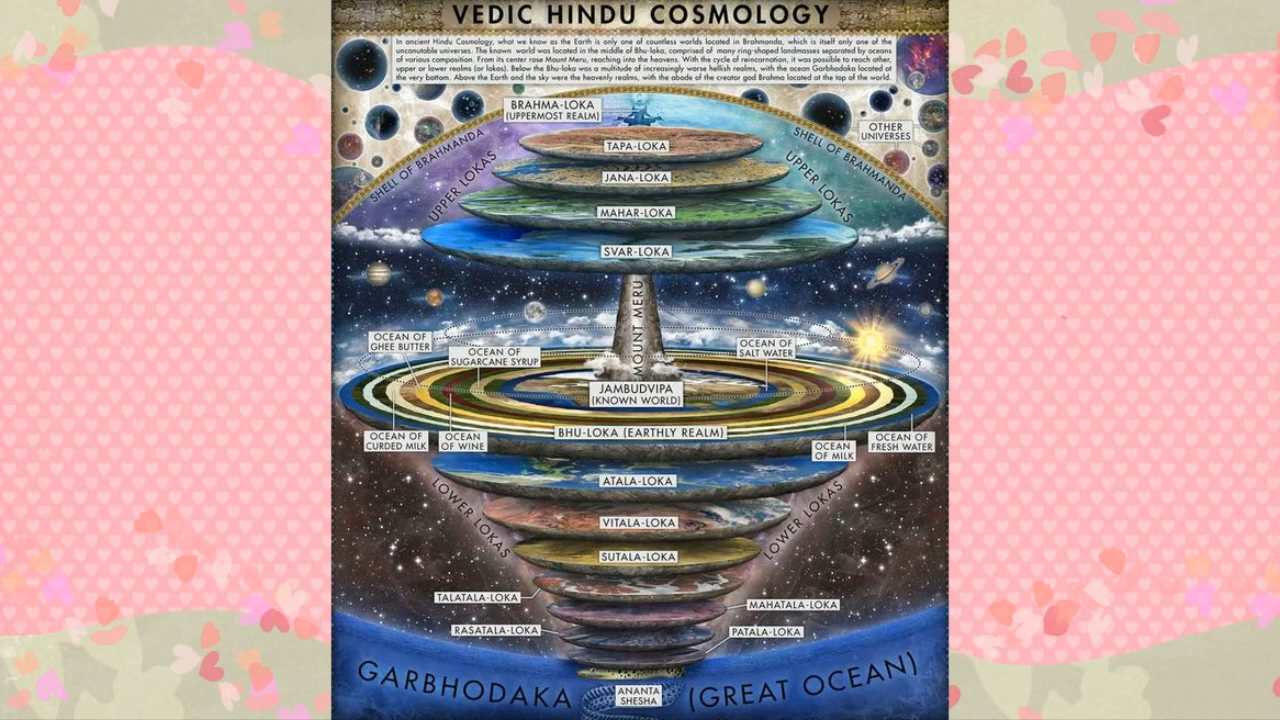 VEDIC HINDU COSMOLOGY
In ancient Hindu Cosmology, what we know as the Earth is only one of countless worlds located in Brahmanda, which is itself only one of the
uncountable universes. The known world was located in the middle of Bhu-loka, comprised of many ring-shaped landmasses separated by oceans
of various composition. From its center rose Mount Meru, reaching into the heavens. With the cycle of reincarnation, it was possible to reach other,
upper or lower realms (or lokas). Below the Bhu-loka was a multitude of increasingly worse hellish realms, with the ocean Garbhodaka located at
the very bottom. Above the Earth and the sky were the heavenly realms, with the abode of the creator god Brahma located at the top of the world.
BRAHMA-LOKA
(UPPERMOST REALM)
OTHER
UNIVERSES
SHELL OF BRAHMANDA
SHELL OF BRAHMANDA
UPPER LOKAS
UPPER LOKAS
TAPA-LOKA
JANA-LOKA
MAHAR-LOKA
SVAR-LOKA
MOUNT MERU
OCEAN OF
GHEE BUTTER
OCEAN OF
SUGARCANE SYRUP
OCEAN OF
SALT WATER
JAMBUDVIPA
(KNOWN WORLD)
BHU-LOKA (EARTHLY REALM)
OCEAN OF
CURDED MILK
OCEAN
OF WINE
OCEAN
OF MILK
OCEAN OF
FRESH WATER
LOWER LOKAS
LOWER LOKAS
ATALA-LOKA
VITALA-LOKA
SUTALA-LOKA
TALATALA-LOKA
MAHATALA-LOKA
RASATALA-LOKA
PATALA-LOKA
GARBHODAKA (GREAT OCEAN)
ANANTA
SHESHA